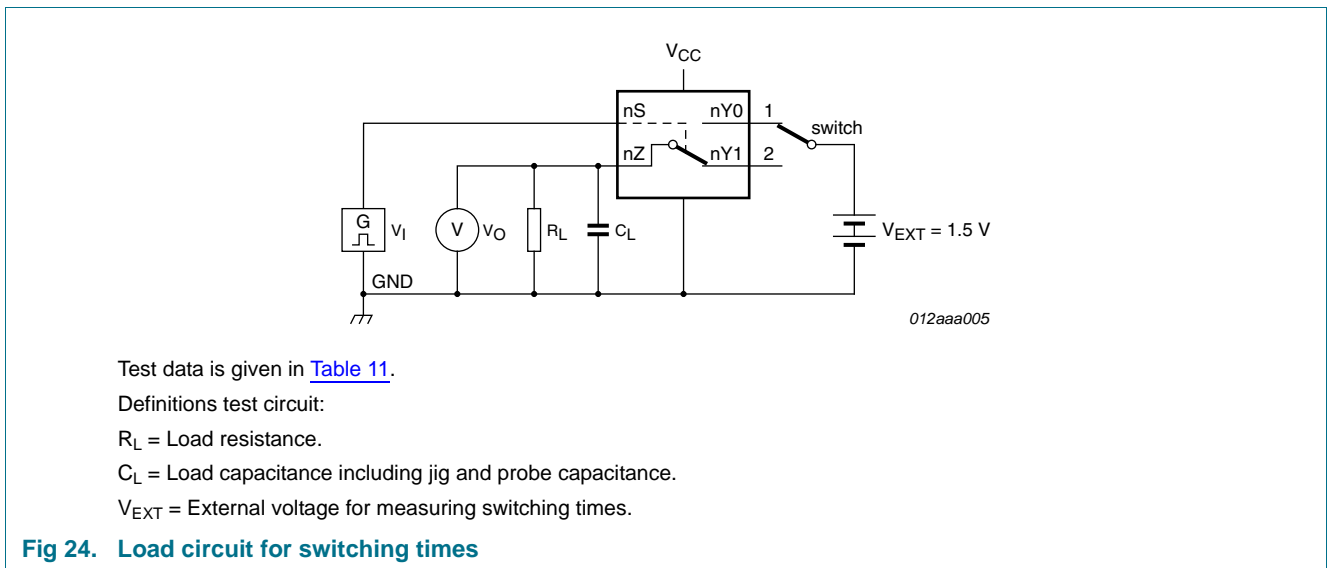 VCC
nS nY0 1
switch
nZ nY1 2
G VI V VO RL CL VEXT = 1.5 V
GND
012aaa005
Test data is given in Table 11.
Definitions test circuit:
RL = Load resistance.
CL = Load capacitance including jig and probe capacitance.
VEXT = External voltage for measuring switching times.
Fig 24. Load circuit for switching times